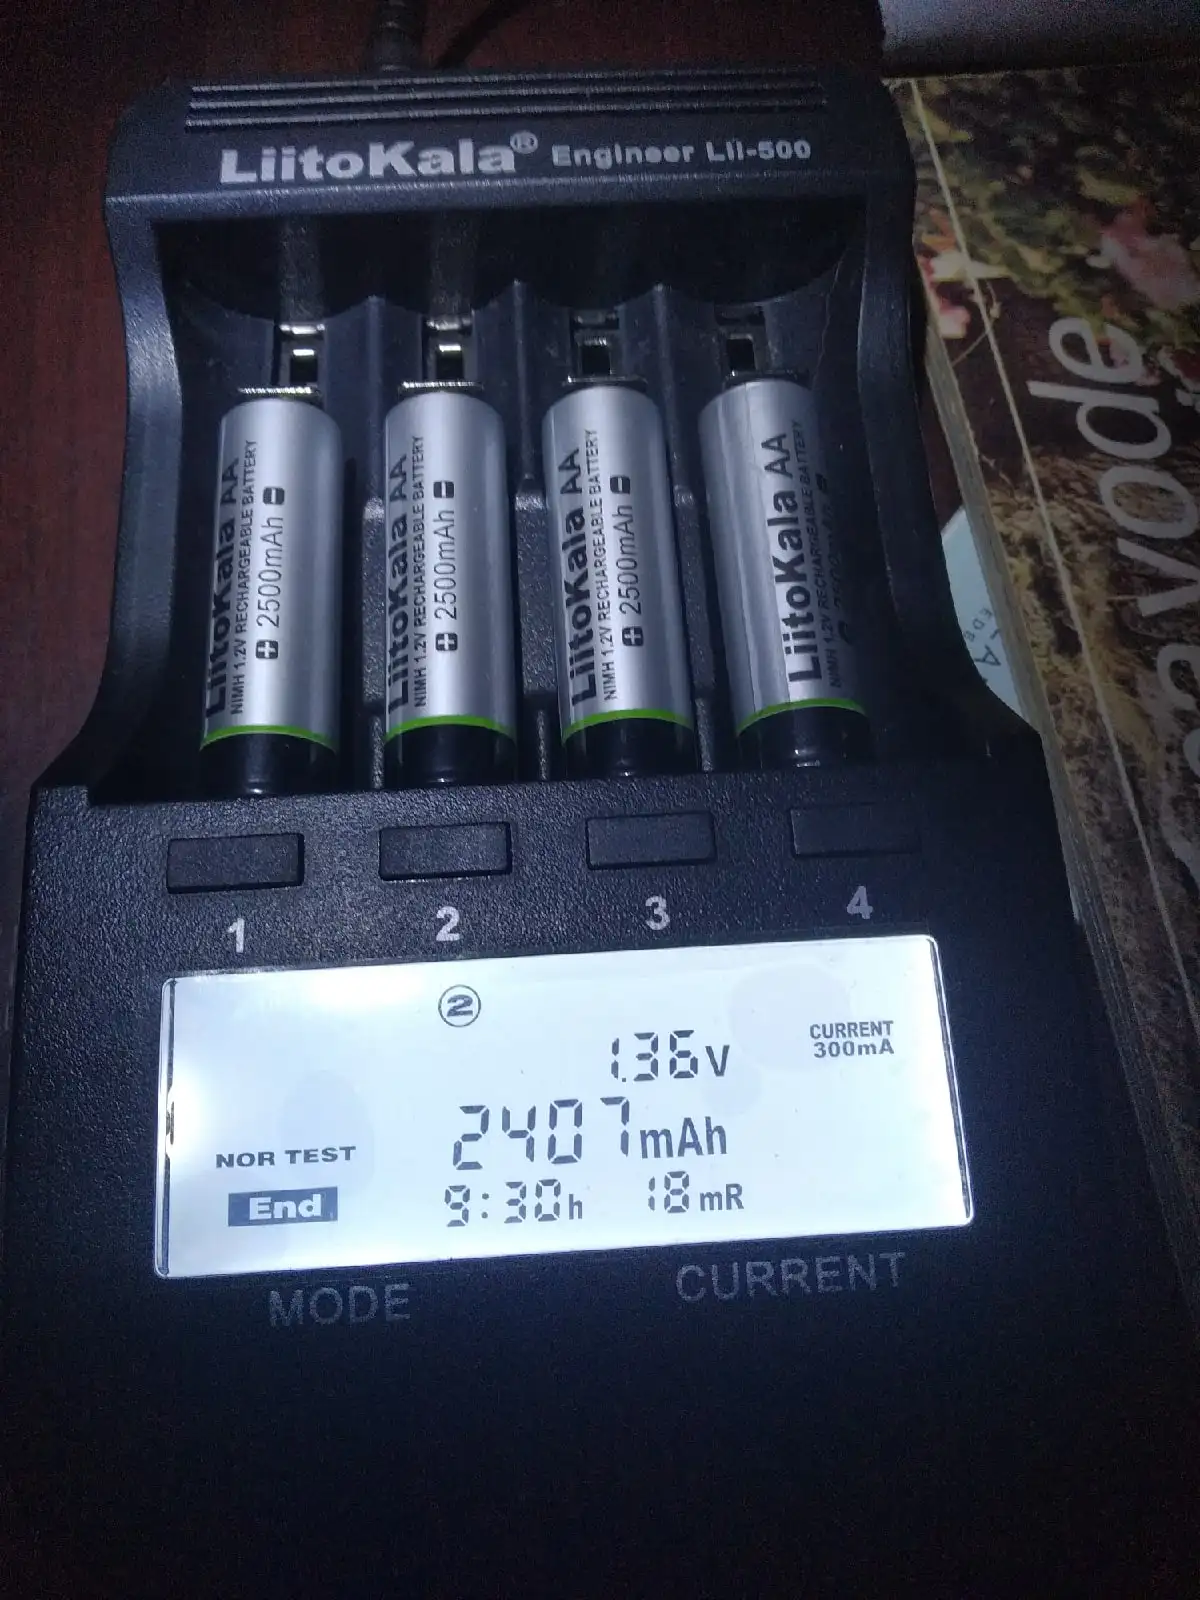 LiitoKala® Engineer Lii-500
LiitoKala AA
NIMH 1.2V RECHARGEABLE BATTERY
+ 2500mAh -
LiitoKala AA
NIMH 1.2V RECHARGEABLE BATTERY
+ 2500mAh -
LiitoKala AA
NIMH 1.2V RECHARGEABLE BATTERY
+ 2500mAh -
LiitoKala AA
NIMH 1.2V RECHARGEABLE BATTERY
1 2 3 4
②
1.36V
CURRENT
300mA
2407mAh
NOR TEST
End
9:30h 18mR
MODE CURRENT